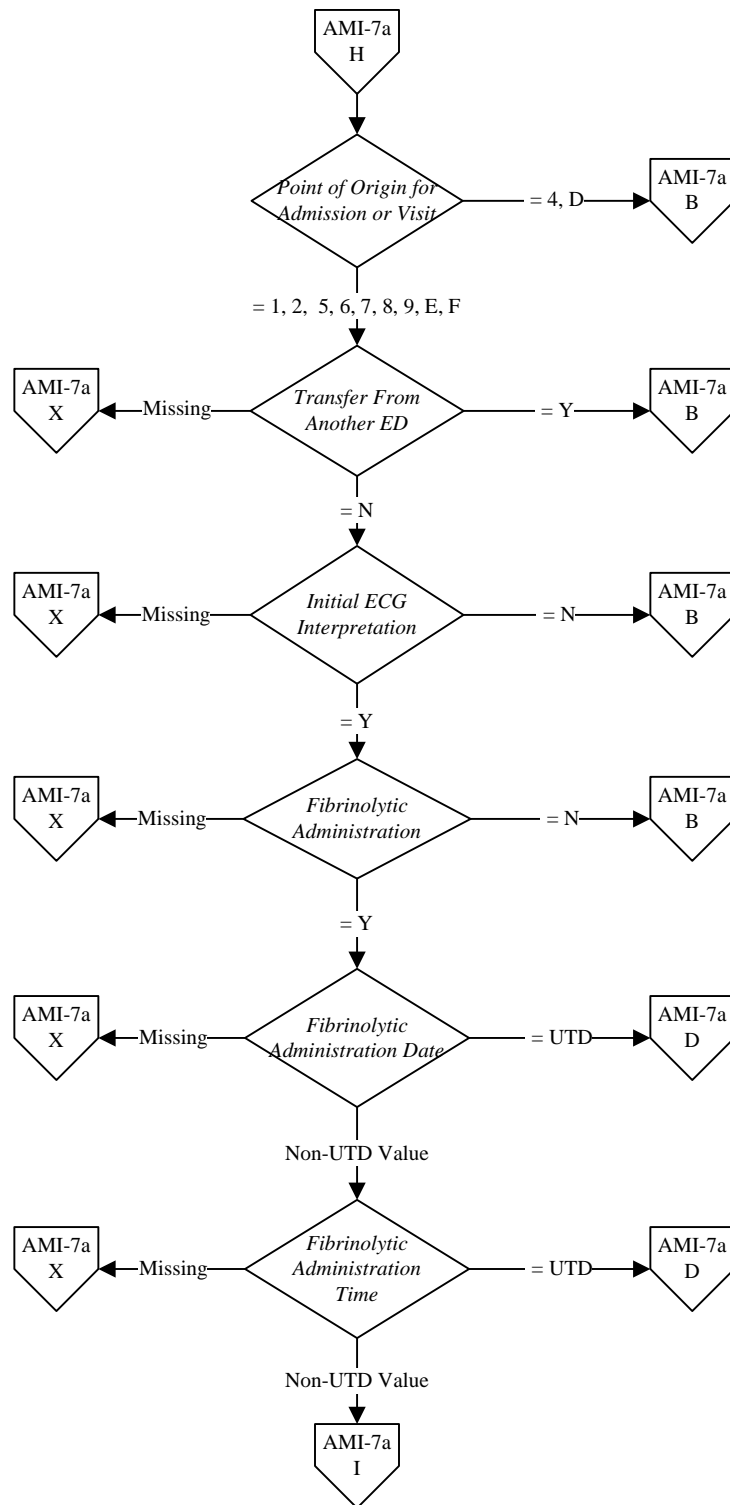 AMI-7a
H
Point of Origin for
Admission or Visit
= 4, D
AMI-7a
B
= 1, 2, 5, 6, 7, 8, 9, E, F
AMI-7a
X
Missing
Transfer From
Another ED
= Y
AMI-7a
B
= N
AMI-7a
X
Missing
Initial ECG
Interpretation
= N
AMI-7a
B
= Y
AMI-7a
X
Missing
Fibrinolytic
Administration
= N
AMI-7a
B
= Y
AMI-7a
X
Missing
Fibrinolytic
Administration Date
= UTD
AMI-7a
D
Non-UTD Value
AMI-7a
X
Missing
Fibrinolytic
Administration
Time
= UTD
AMI-7a
D
Non-UTD Value
AMI-7a
I